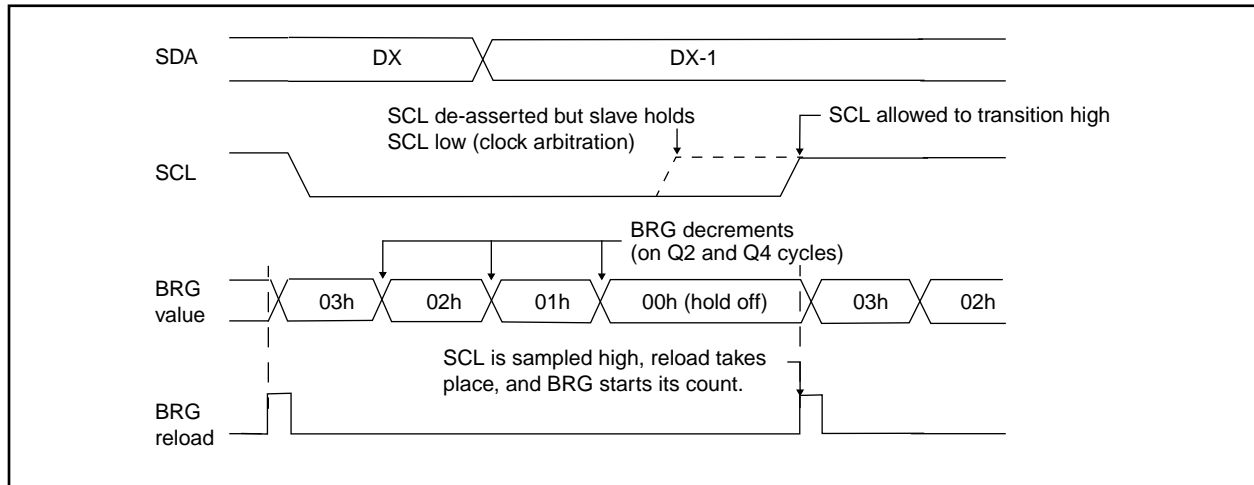 SDA
DX
DX-1
SCL de-asserted but slave holds
SCL low (clock arbitration)
SCL allowed to transition high
SCL
BRG decrements
(on Q2 and Q4 cycles)
BRG
value
03h
02h
01h
00h (hold off)
03h
02h
SCL is sampled high, reload takes
place, and BRG starts its count.
BRG
reload